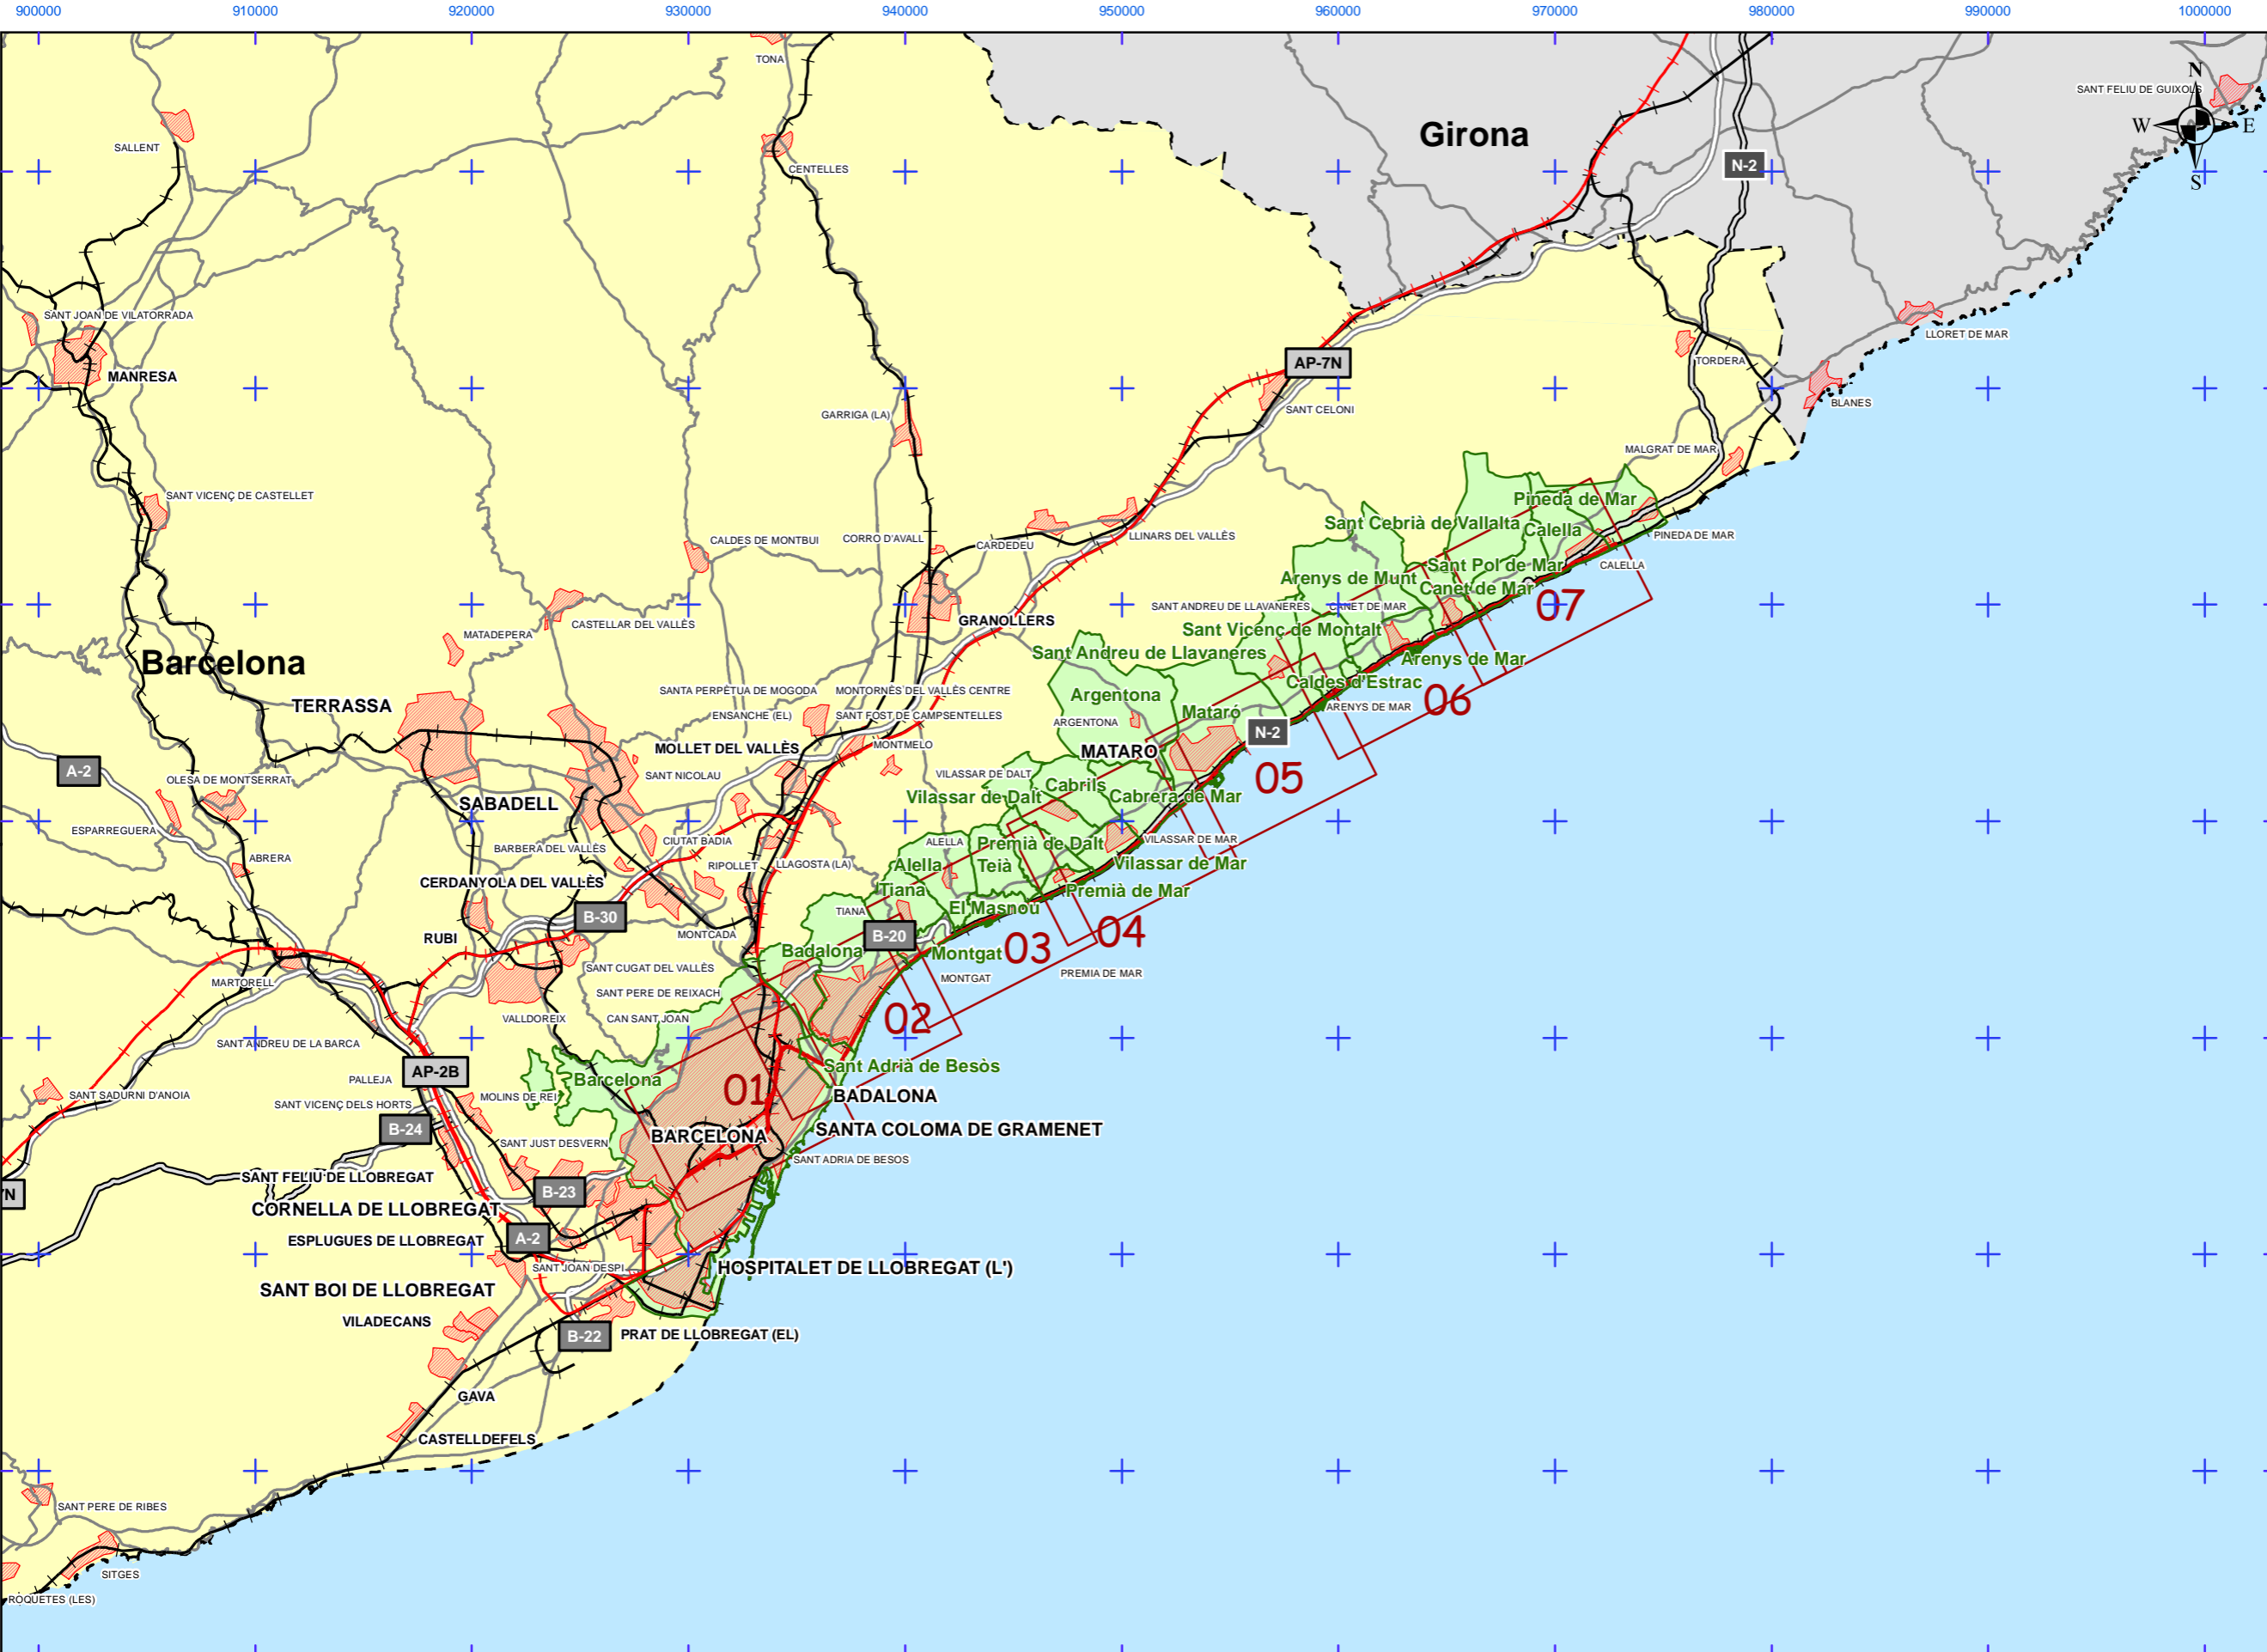 900000 910000 920000 930000 940000 950000 960000 970000 980000 990000 1000000
TONA
N
SANT FELIU DE GUIXOLS
W E
S
Girona
SALLENT
N-2
CENTELLES
SANT JOAN DE VILATORRADA
LLORET DE MAR
MANRESA
AP-7N
TORDERA
BLANES
SANT CELONI
GARRIGA (LA)
MALGRAT DE MAR
SANT VICENÇ DE CASTELLET
Pineda de Mar
Sant Cebrià de Vallalta
Calella
CALDES DE MONTBUI
CORRO D'AVALL
CARDEDEU
LLINARS DEL VALLÈS
PINEDA DE MAR
Sant Pol de Mar
CALELLA
Arenys de Munt
Canet de Mar
07
SANT ANDREU DE LLAVANERES
CANET DE MAR
CASTELLAR DEL VALLÈS
GRANOLLERS
MATADEPERA
Sant Vicenç de Montalt
Barcelona
Sant Andreu de Llavaneres
Arenys de Mar
Caldes d'Estrac
SANTA PERPÈTUA DE MOGODA
MONTORNÈS DEL VALLÈS CENTRE
Argentona
06
TERRASSA
ENSANCHE (EL)
SANT FOST DE CAMPSENTELLES
ARGENTONA
Mataró
ARENYS DE MAR
N-2
MOLLET DEL VALLÈS
MONTMELO
MATARO
A-2
SANT NICOLAU
VILASSAR DE DALT
05
OLESA DE MONTSERRAT
Cabrils
Vilassar de Dalt
Cabrera de Mar
SABADELL
ESPARREGUERA
CIUTAT BADIA
ALELLA
Premià de Dalt
VILASSAR DE MAR
BARBERA DEL VALLÈS
ABRERA
RIPOLLET
LLAGOSTA (LA)
Alella
Teià
Vilassar de Mar
CERDANYOLA DEL VALLÈS
Tiana
Premià de Mar
B-30
TIANA
El Masnou
RUBI
MONTCADA
B-20
04
03
Badalona
Montgat
SANT CUGAT DEL VALLÈS
MONTGAT
PREMIA DE MAR
MARTORELL
SANT PERE DE REIXACH
VALLDOREIX
CAN SANT JOAN
02
SANT ANDREU DE LA BARCA
AP-2B
Sant Adrià de Besòs
PALLEJA
Barcelona
01
SANT SADURNI D'ANOIA
MOLINS DE REI
BADALONA
SANT VICENÇ DELS HORTS
B-24
BARCELONA
SANTA COLOMA DE GRAMENET
SANT JUST DESVERN
SANT ADRIA DE BESOS
SANT FELIU DE LLOBREGAT
7N
B-23
CORNELLA DE LLOBREGAT
ESPLUGUES DE LLOBREGAT
A-2
SANT JOAN DESPI
HOSPITALET DE LLOBREGAT (L')
SANT BOI DE LLOBREGAT
VILADECANS
B-22
PRAT DE LLOBREGAT (EL)
GAVA
CASTELLDEFELS
SANT PERE DE RIBES
SITGES
ROQUETES (LES)